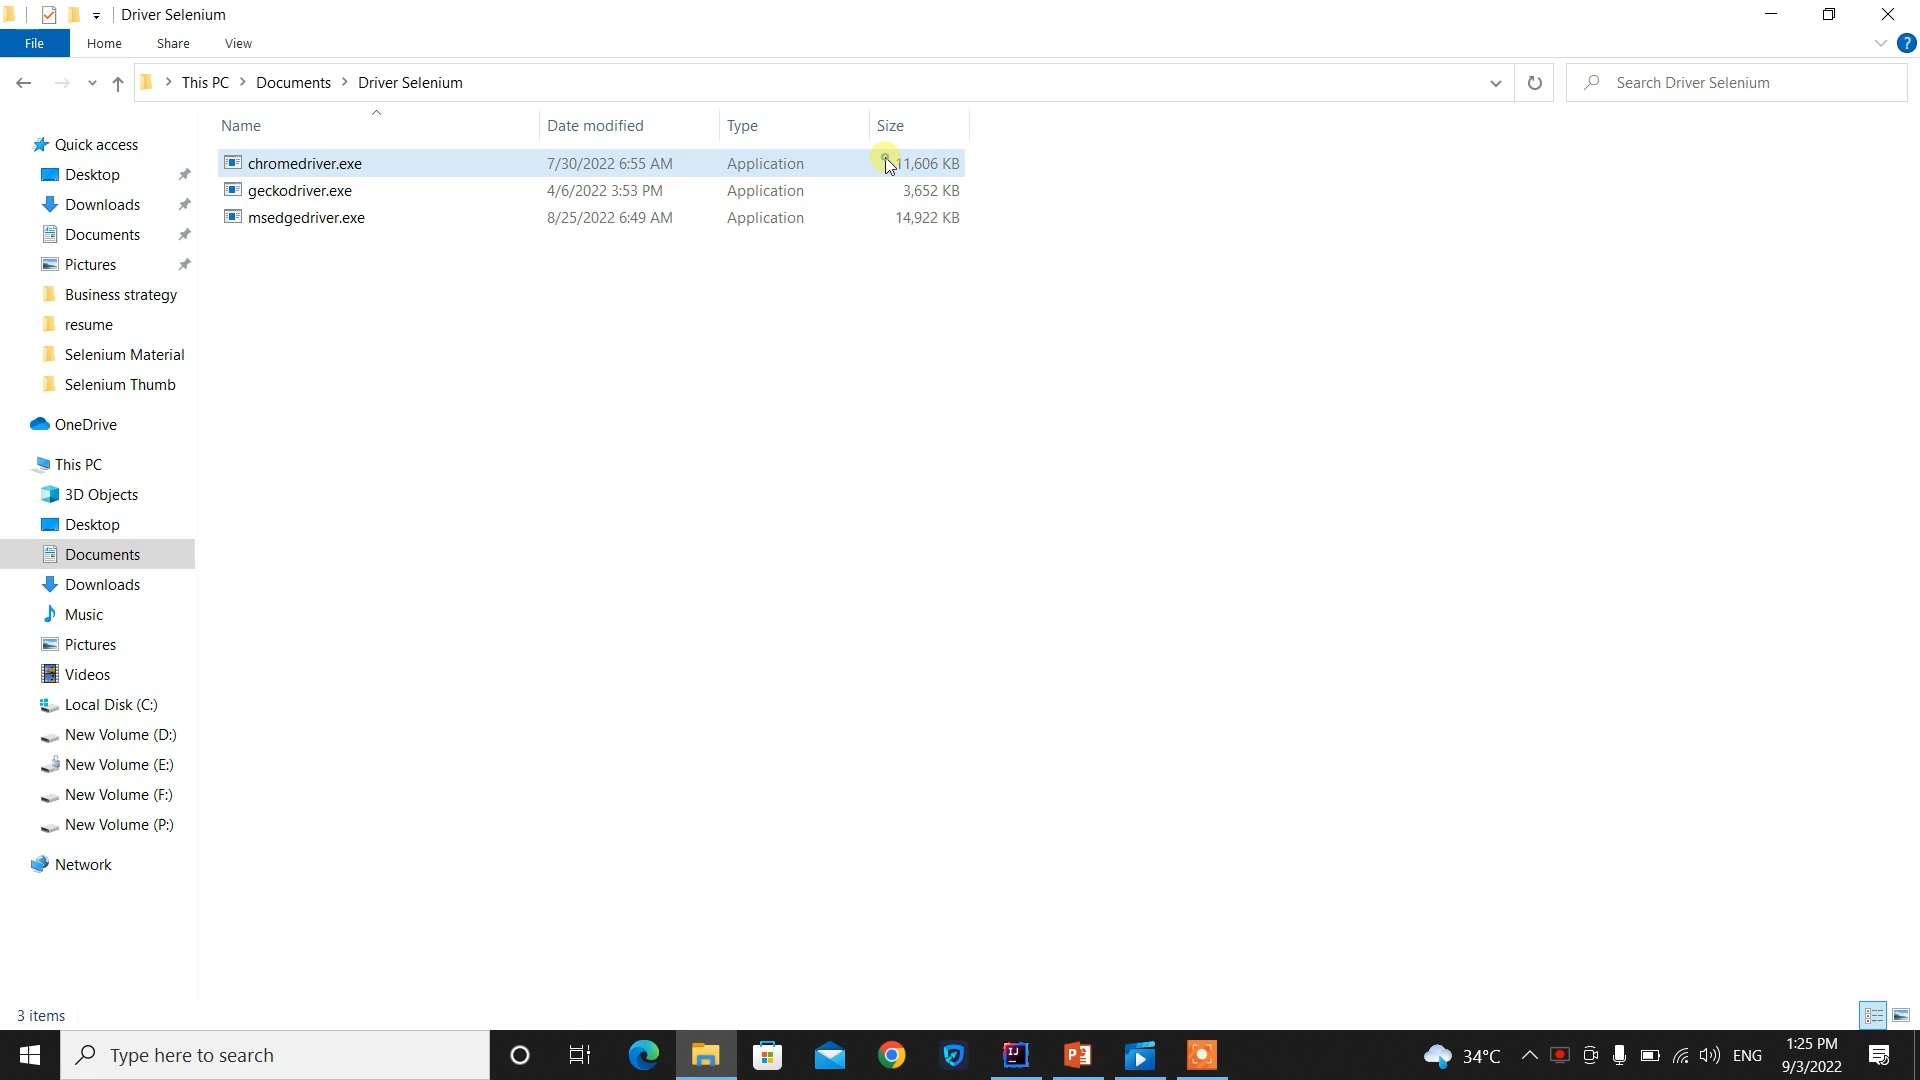 Driver Selenium
File Home Share View
This PC Documents Driver Selenium
Search Driver Selenium
Name Date modified Type Size
chromedriver.exe 7/30/2022 6:55 AM Application 11,606 KB
geckodriver.exe 4/6/2022 3:53 PM Application 3,652 KB
msedgedriver.exe 8/25/2022 6:49 AM Application 14,922 KB
Quick access
Desktop
Downloads
Documents
Pictures
Business strategy
resume
Selenium Material
Selenium Thumb
OneDrive
This PC
3D Objects
Desktop
Documents
Downloads
Music
Pictures
Videos
Local Disk (C:)
New Volume (D:)
New Volume (E:)
New Volume (F:)
New Volume (P:)
Network
3 items
Type here to search
34°C
ENG
1:25 PM
9/3/2022